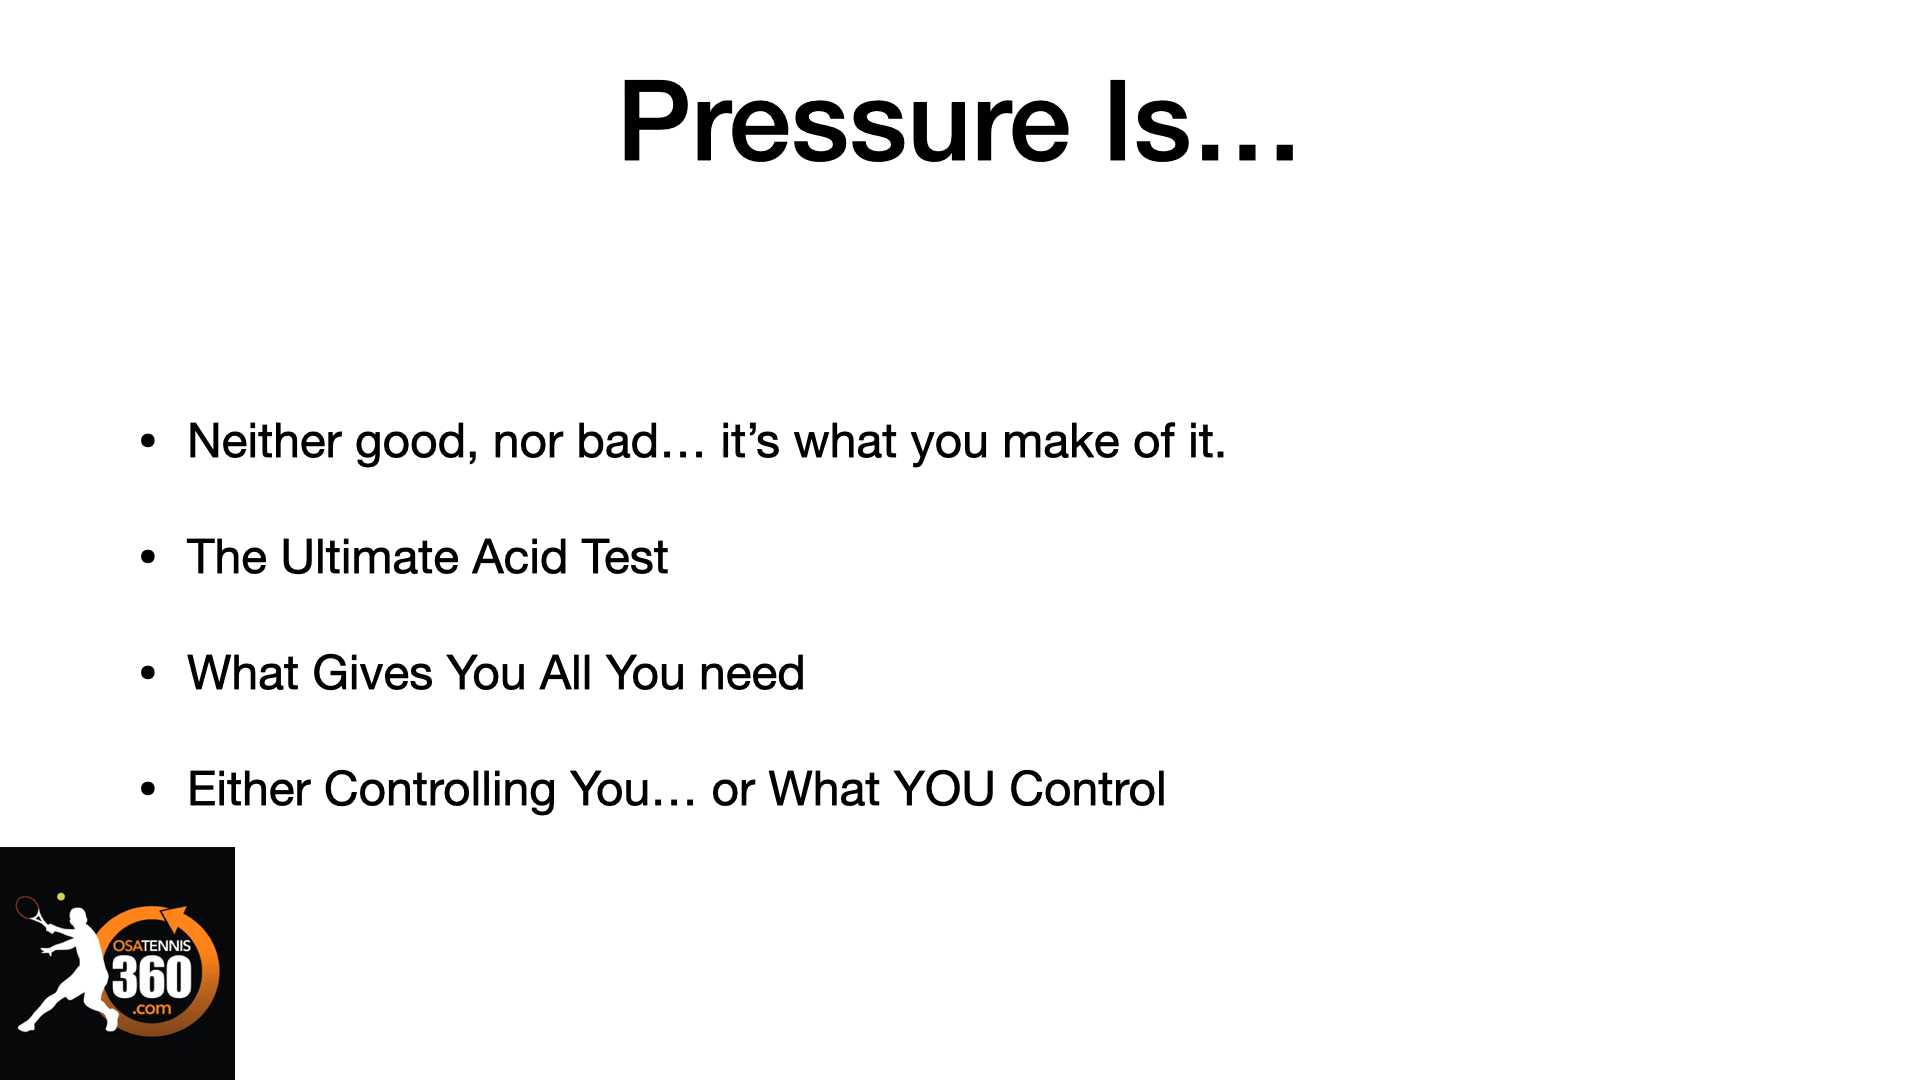 Pressure Is…
• Neither good, nor bad… it’s what you make of it.
• The Ultimate Acid Test
• What Gives You All You need
• Either Controlling You… or What YOU Control
OSATENNIS
360
.com